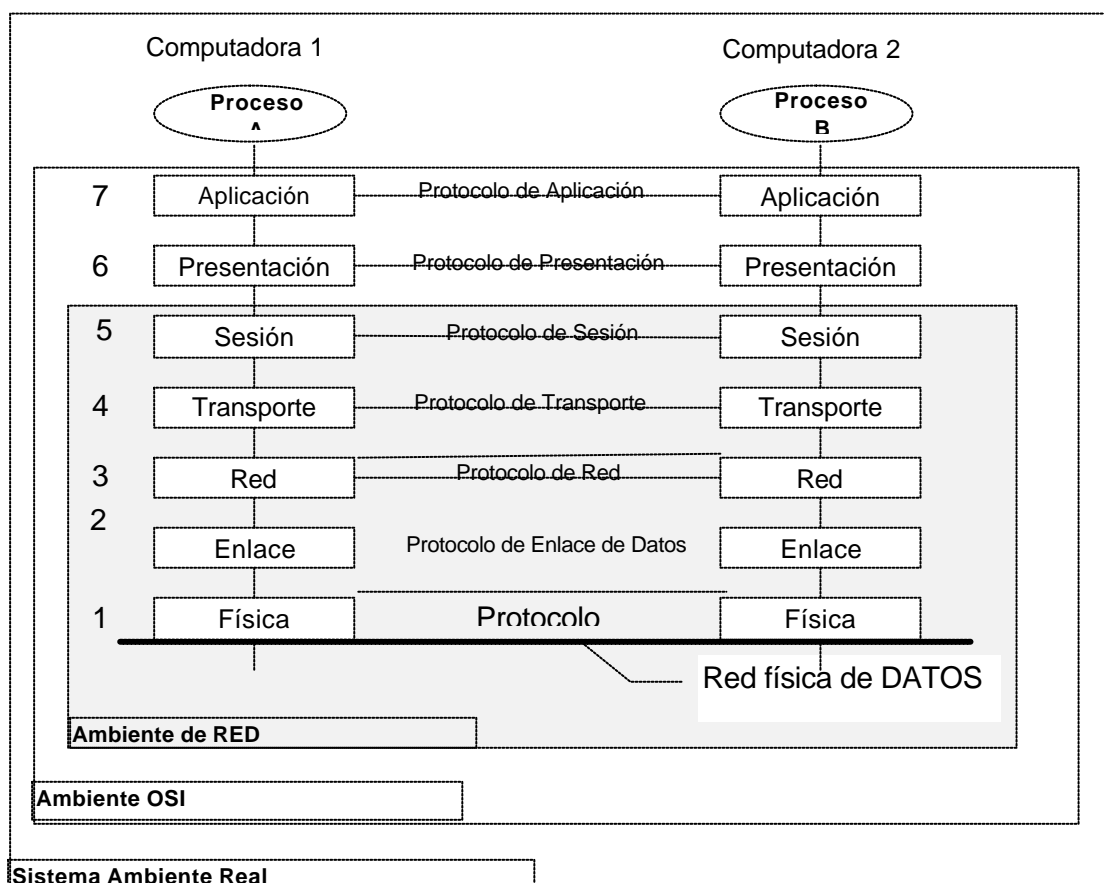 Computadora 1 Computadora 2
Proceso Proceso
A B
7 Aplicación Protocolo de Aplicación Aplicación
6 Presentación Protocolo de Presentación Presentación
5 Sesión Protocolo de Sesión Sesión
4 Transporte Protocolo de Transporte Transporte
3 Red Protocolo de Red Red
2
Enlace Protocolo de Enlace de Datos Enlace
1 Física Protocolo Física
Red física de DATOS
Ambiente de RED
Ambiente OSI
Sistema Ambiente Real